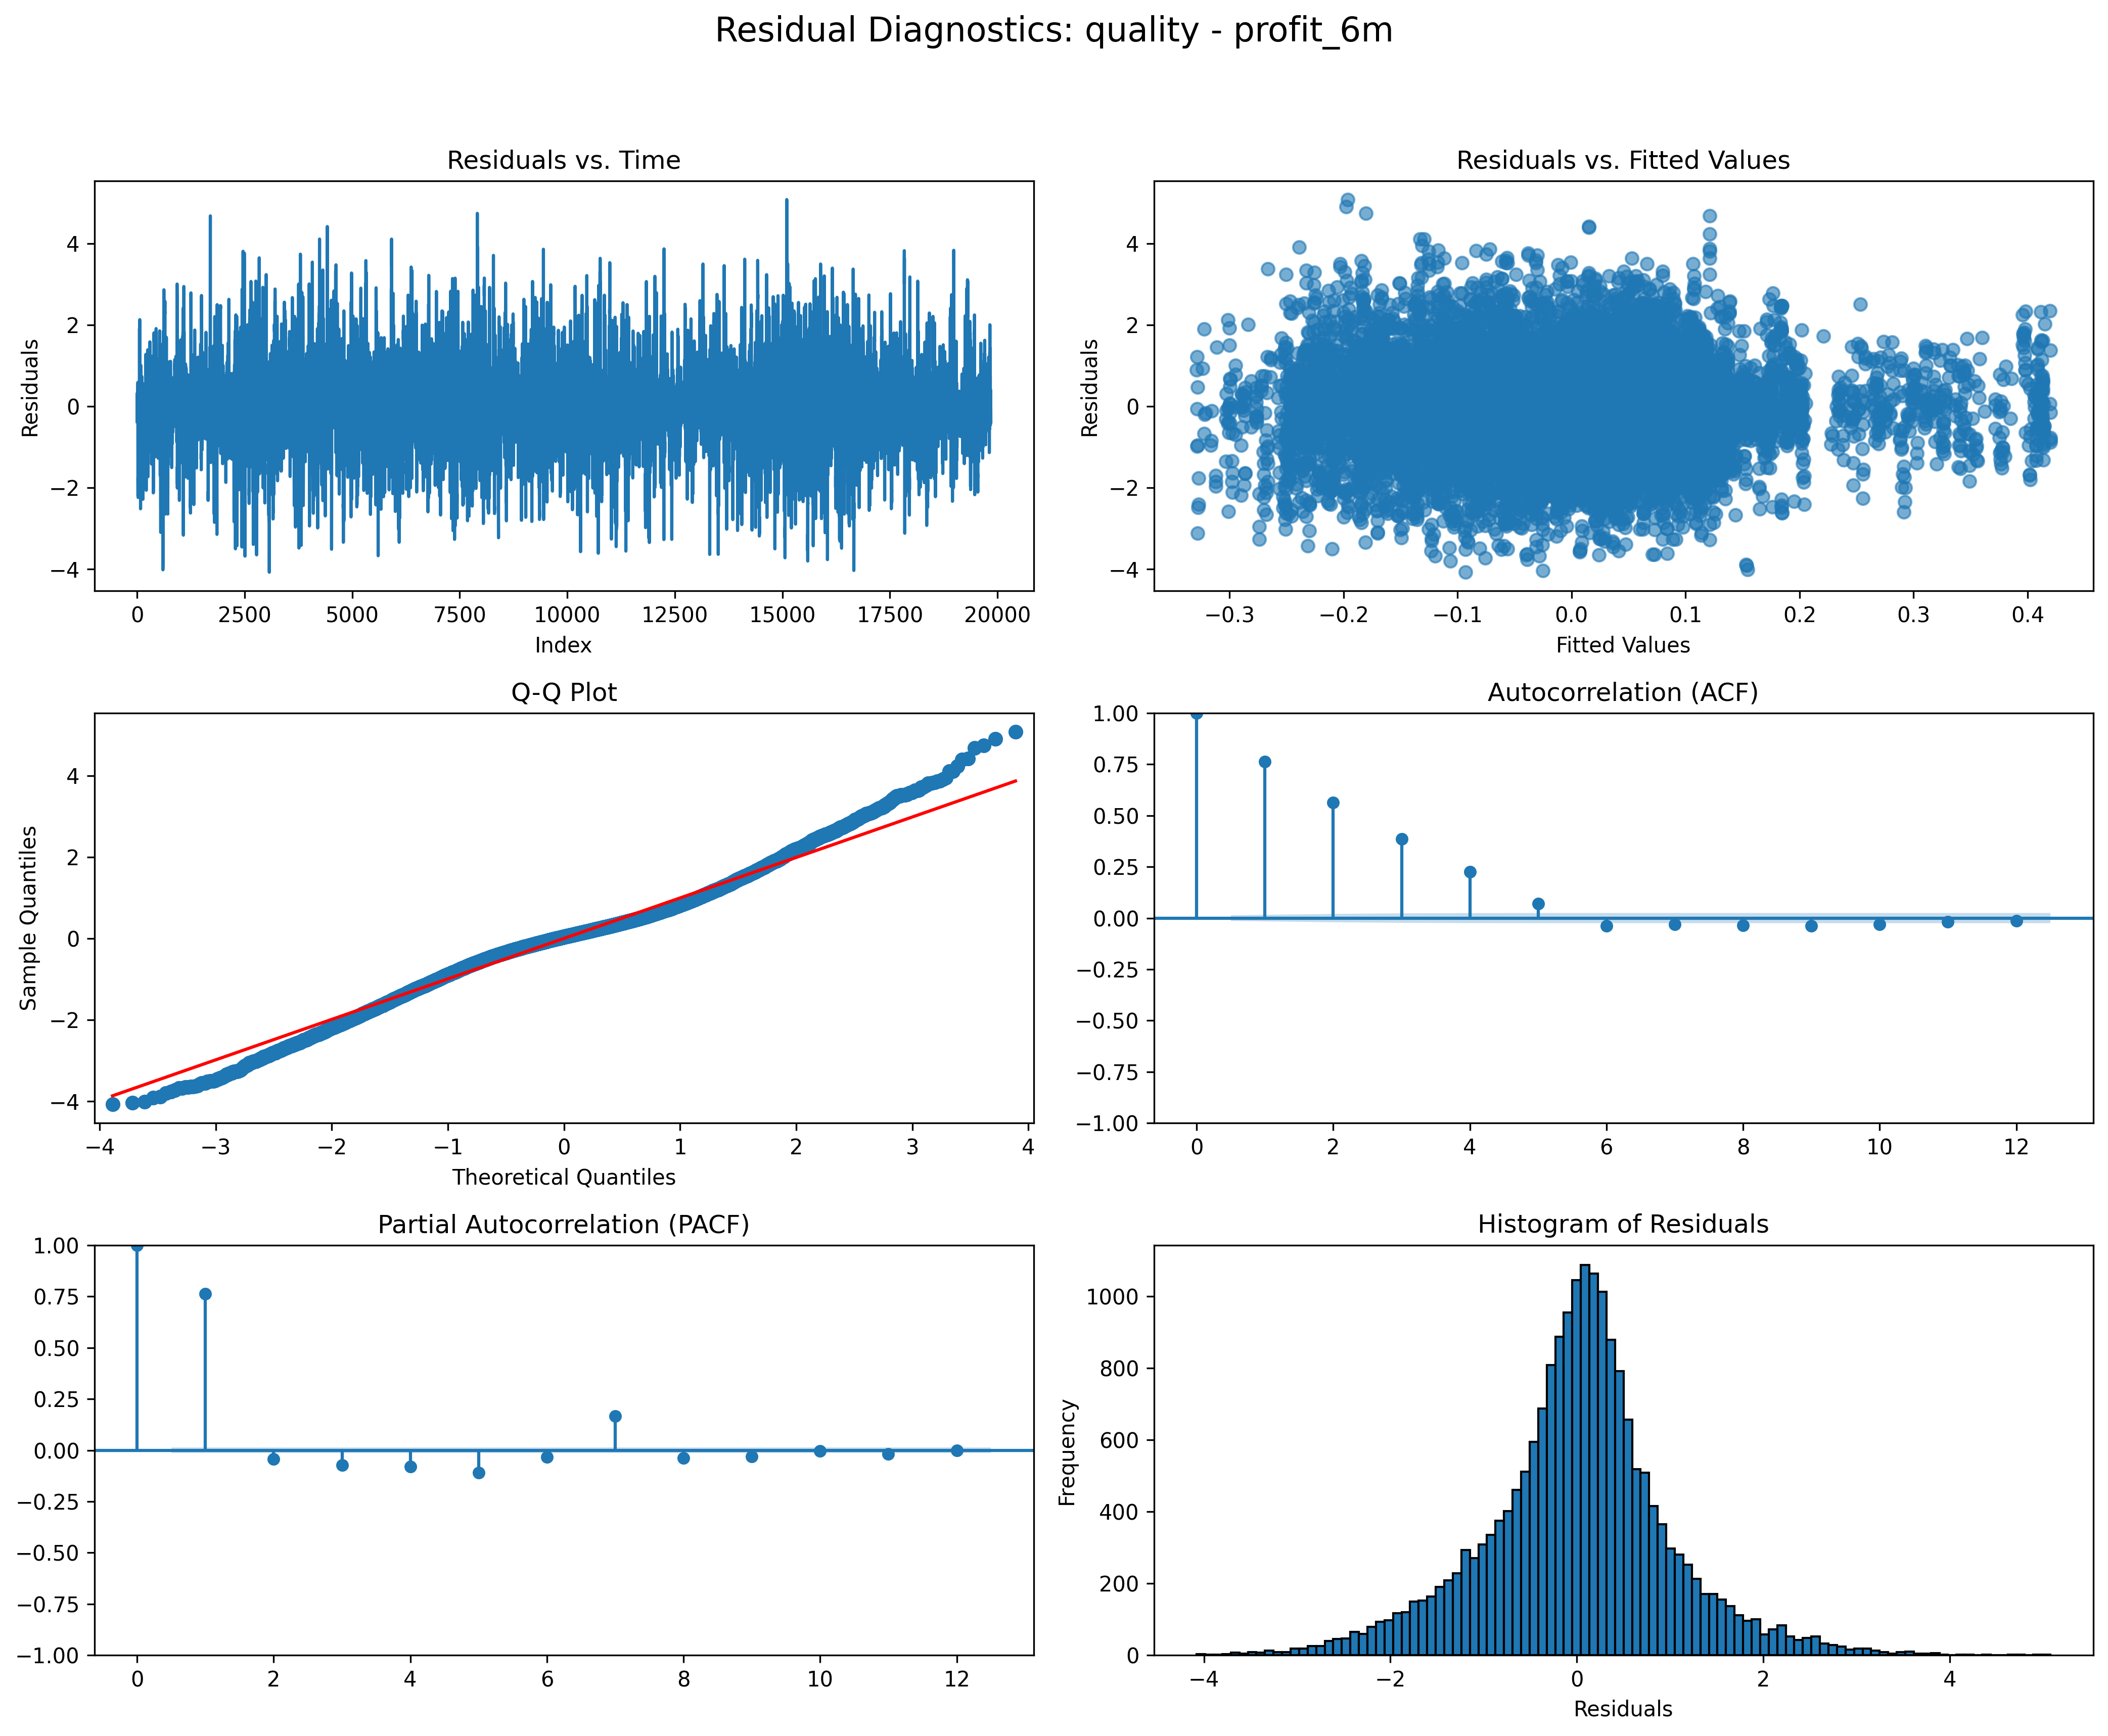 Residual Diagnostics: quality - profit_6m
Residuals vs. Time
Residuals
4
2
0
−2
−4
0 2500 5000 7500 10000 12500 15000 17500 20000
Index
Residuals vs. Fitted Values
Residuals
4
2
0
−2
−4
−0.3 −0.2 −0.1 0.0 0.1 0.2 0.3 0.4
Fitted Values
Q-Q Plot
Sample Quantiles
4
2
0
−2
−4
−4 −3 −2 −1 0 1 2 3 4
Theoretical Quantiles
Autocorrelation (ACF)
1.00
0.75
0.50
0.25
0.00
−0.25
−0.50
−0.75
−1.00
0 2 4 6 8 10 12
Partial Autocorrelation (PACF)
1.00
0.75
0.50
0.25
0.00
−0.25
−0.50
−0.75
−1.00
0 2 4 6 8 10 12
Histogram of Residuals
Frequency
1000
800
600
400
200
0
−4 −2 0 2 4
Residuals